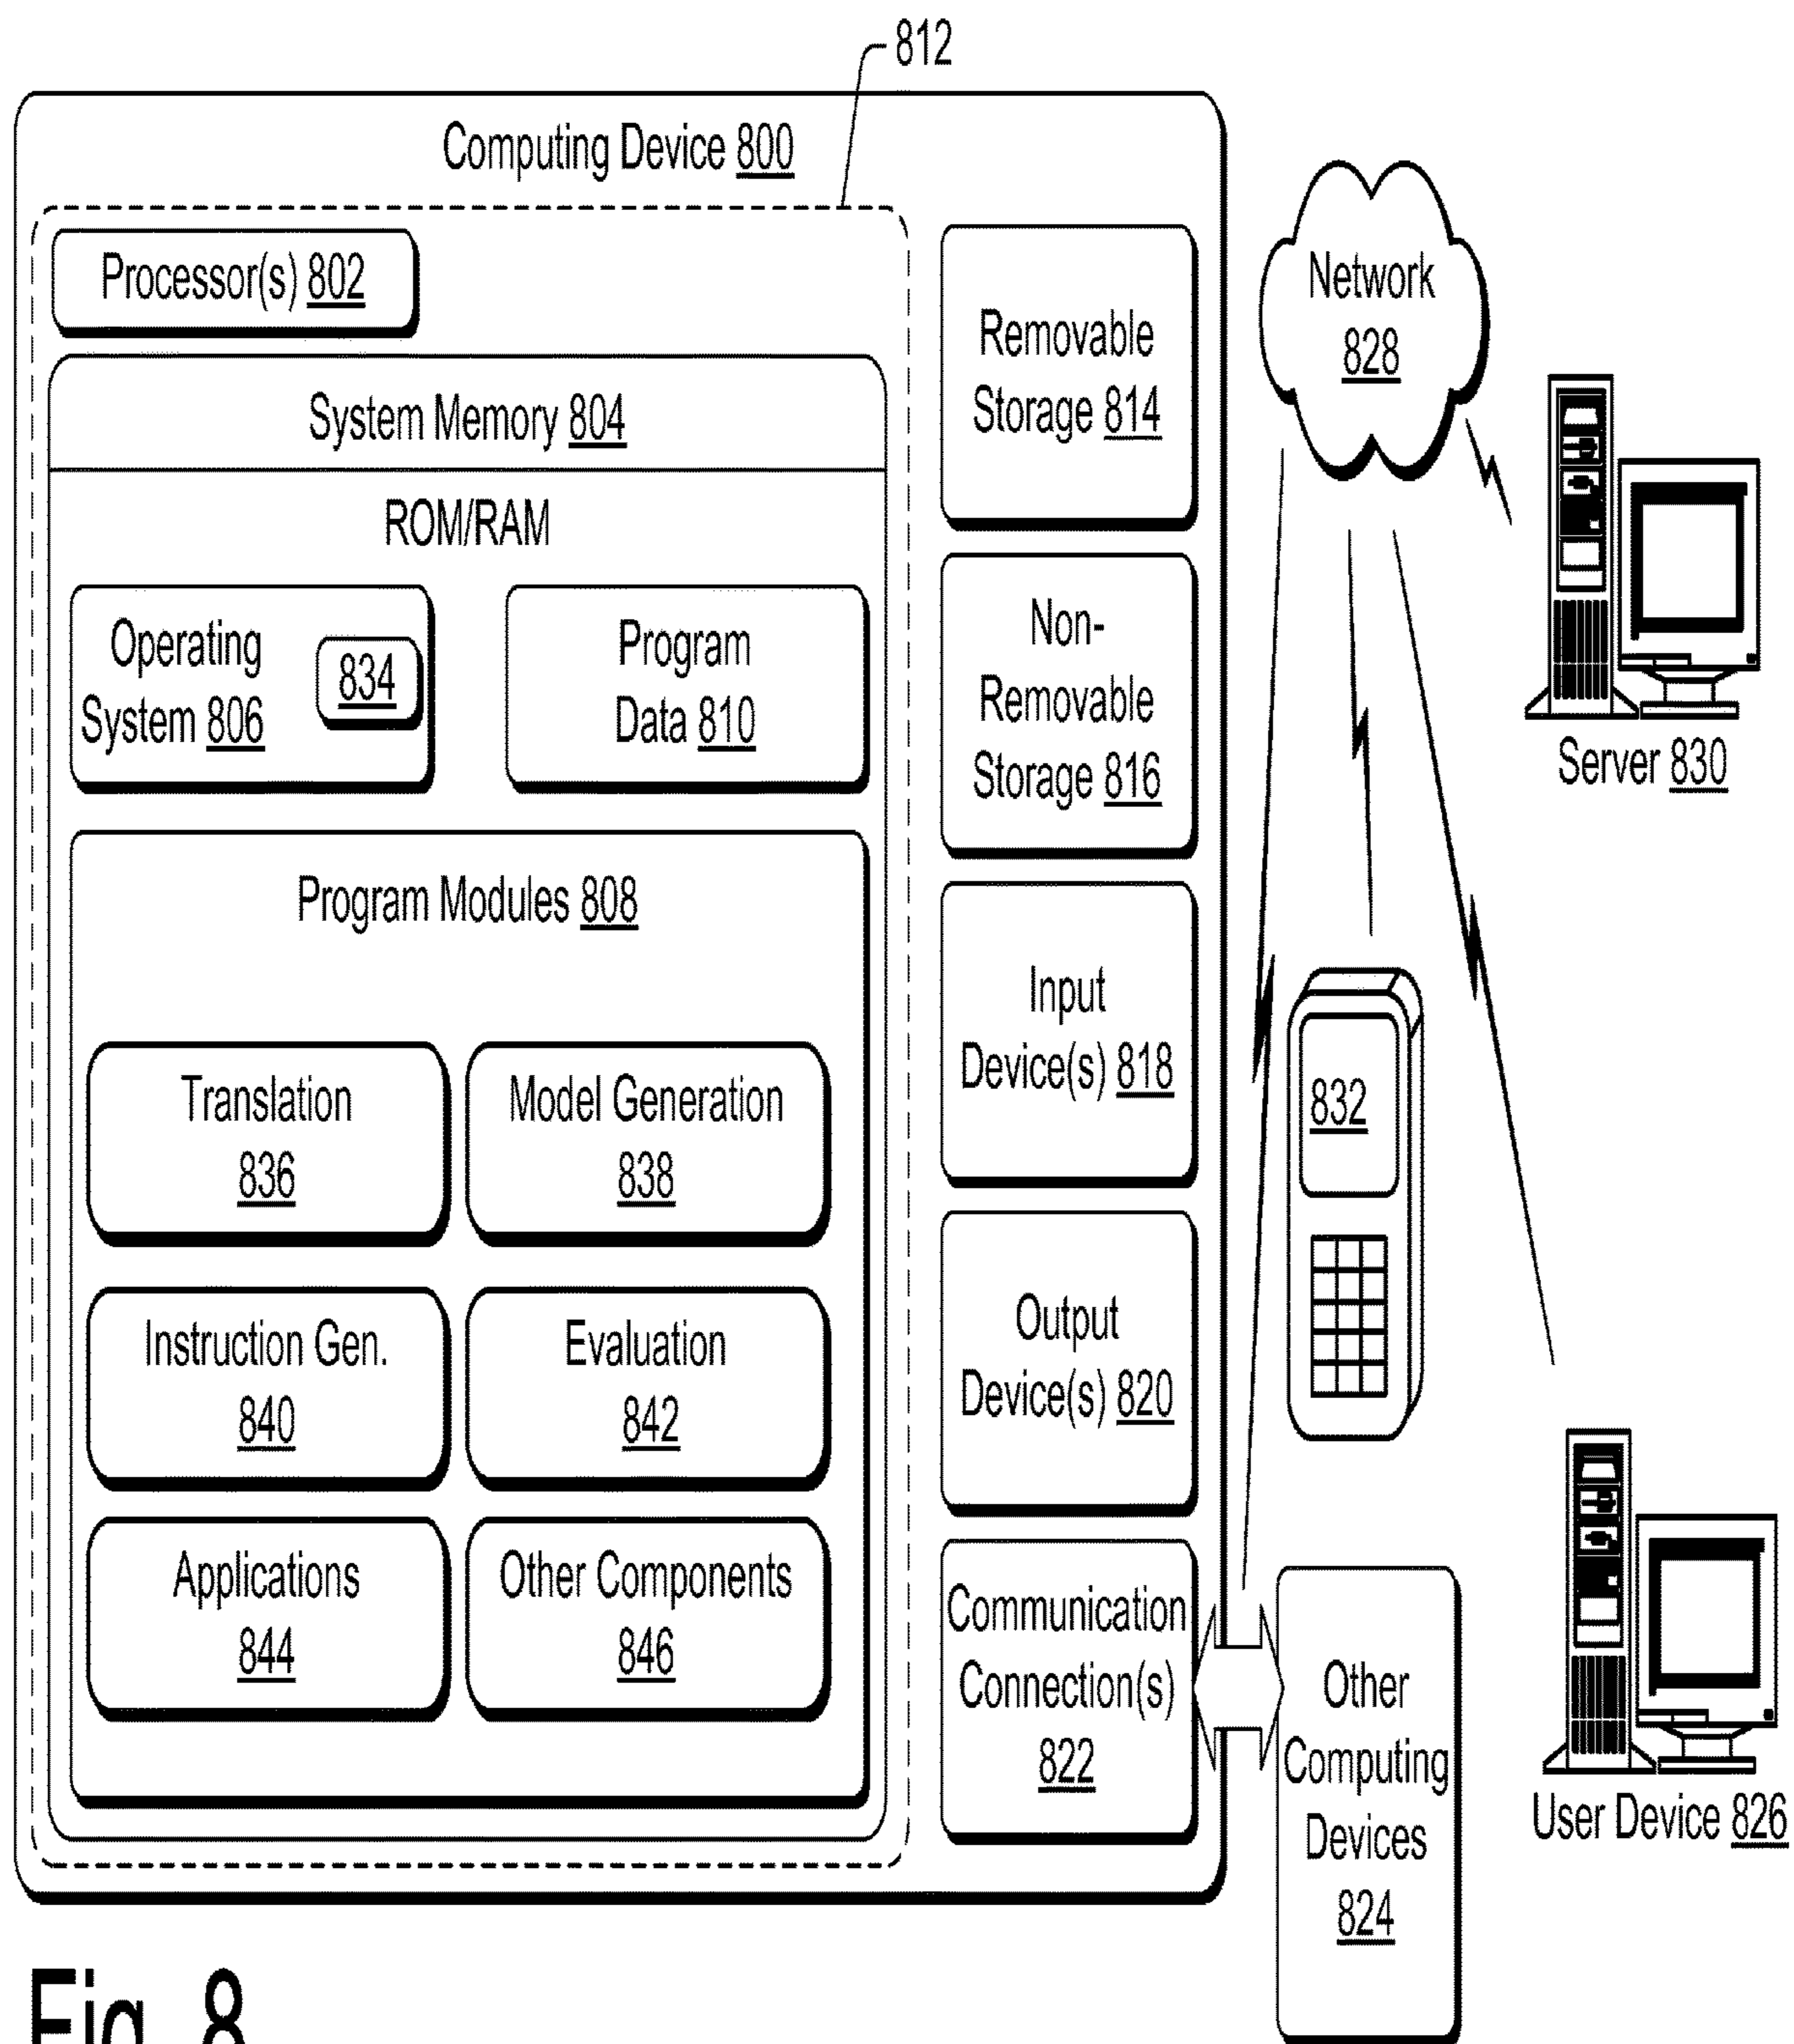 812
Computing Device 800
Processor(s) 802
System Memory 804
ROM/RAM
Operating
System 806
834
Program
Data 810
Program Modules 808
Translation
836
Model Generation
838
Instruction Gen.
840
Evaluation
842
Applications
844
Other Components
846
Removable
Storage 814
Non-
Removable
Storage 816
Input
Device(s) 818
Output
Device(s) 820
Communication
Connection(s)
822
Network
828
Server 830
832
Other
Computing
Devices
824
User Device 826
Fig. 8